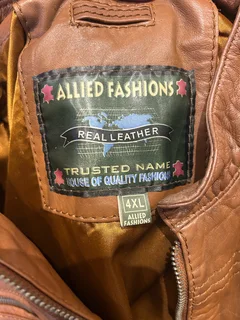 ALLIED FASHIONS
REAL LEATHER
TRUSTED NAME
HOUSE OF QUALITY FASHION
4XL
ALLIED
FASHIONS